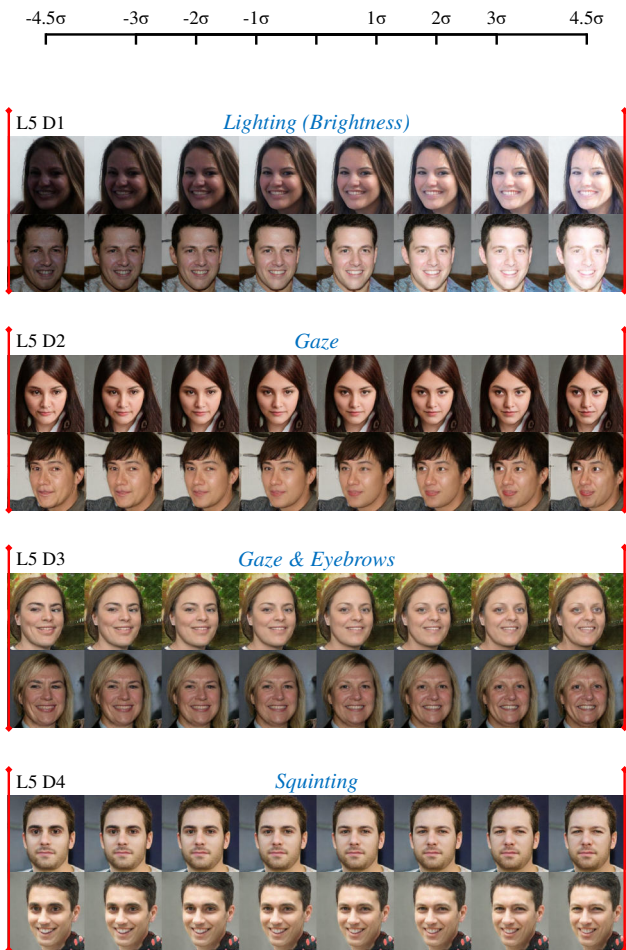 -4.5σ -3σ -2σ -1σ 1σ 2σ 3σ 4.5σ
L5 D1 Lighting (Brightness)
L5 D2 Gaze
L5 D3 Gaze & Eyebrows
L5 D4 Squinting